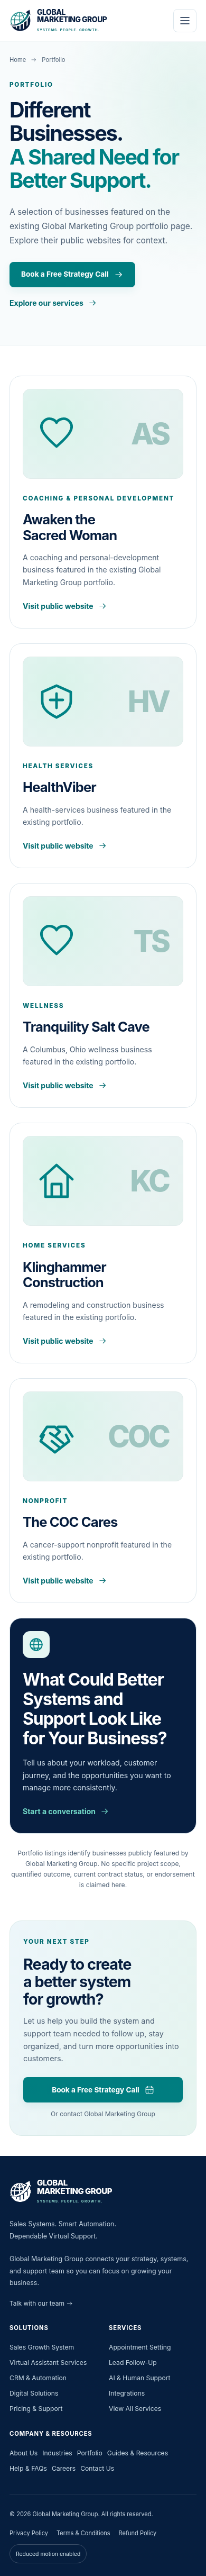 GLOBAL
MARKETING GROUP
SYSTEMS. PEOPLE. GROWTH.
Home → Portfolio
PORTFOLIO
Different
Businesses.
A Shared Need for
Better Support.
A selection of businesses featured on the
existing Global Marketing Group portfolio page.
Explore their public websites for context.
Book a Free Strategy Call →
Explore our services →
AS
COACHING & PERSONAL DEVELOPMENT
Awaken the
Sacred Woman
A coaching and personal-development
business featured in the existing Global
Marketing Group portfolio.
Visit public website →
HV
HEALTH SERVICES
HealthViber
A health-services business featured in the
existing portfolio.
Visit public website →
TS
WELLNESS
Tranquility Salt Cave
A Columbus, Ohio wellness business
featured in the existing portfolio.
Visit public website →
KC
HOME SERVICES
Klinghammer
Construction
A remodeling and construction business
featured in the existing portfolio.
Visit public website →
COC
NONPROFIT
The COC Cares
A cancer-support nonprofit featured in the
existing portfolio.
Visit public website →
What Could Better
Systems and
Support Look Like
for Your Business?
Tell us about your workload, customer
journey, and the opportunities you want to
manage more consistently.
Start a conversation →
Portfolio listings identify businesses publicly featured by
Global Marketing Group. No specific project scope,
quantified outcome, current contract status, or endorsement
is claimed here.
YOUR NEXT STEP
Ready to create
a better system
for growth?
Let us help you build the system and
support you need to follow up, stay
organized, and turn more opportunities into
customers.
Book a Free Strategy Call
Or contact Global Marketing Group
GLOBAL
MARKETING GROUP
SYSTEMS. PEOPLE. GROWTH.
Sales Systems. Smart Automation.
Dependable Virtual Support.
Global Marketing Group connects your strategy, systems,
and support team so you can focus on growing your
business.
Talk with our team →
SOLUTIONS
Sales Growth System
Virtual Assistant Services
CRM & Automation
Digital Solutions
Pricing & Support
SERVICES
Appointment Setting
Lead Follow-Up
AI & Human Support
Integrations
View All Services
COMPANY & RESOURCES
About Us Industries Portfolio Guides & Resources
Help & FAQs Careers Contact Us
© 2026 Global Marketing Group. All rights reserved.
Privacy Policy Terms & Conditions Refund Policy
Reduced motion enabled